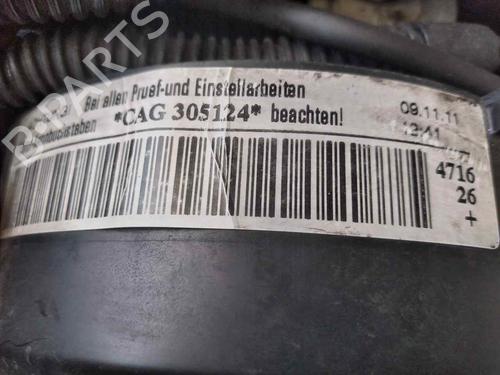 Bei allen Pruef-und Einstellarbeiten
*CAG 305124* beachten!
09.11.11
12:41
4716
26
+
B-PARTS